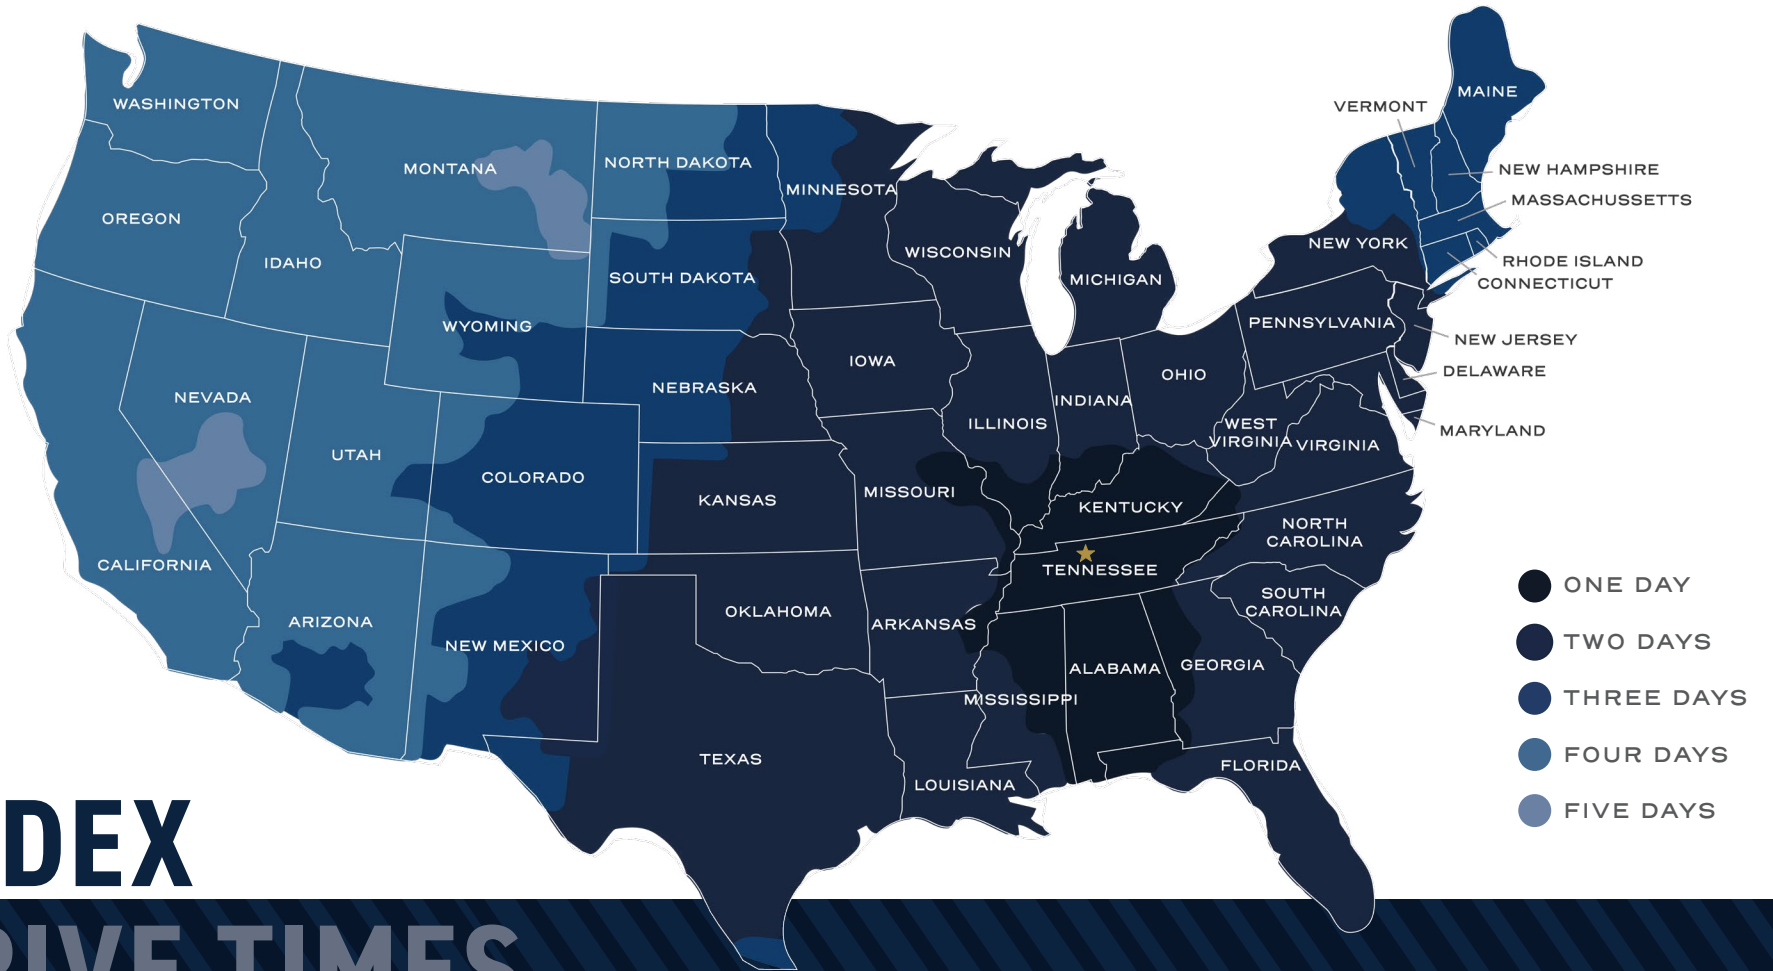 MAINE
VERMONT
WASHINGTON
NORTH DAKOTA
MONTANA
NEW HAMPSHIRE
MINNESOTA
MASSACHUSSETTS
OREGON
NEW YORK
WISCONSIN
RHODE ISLAND
IDAHO
SOUTH DAKOTA
MICHIGAN
CONNECTICUT
WYOMING
PENNSYLVANIA
NEW JERSEY
IOWA
DELAWARE
OHIO
NEBRASKA
NEVADA
INDIANA
ILLINOIS
WEST
VIRGINIA
VIRGINIA
MARYLAND
UTAH
COLORADO
MISSOURI
KANSAS
KENTUCKY
NORTH
CAROLINA
CALIFORNIA
TENNESSEE
SOUTH
CAROLINA
OKLAHOMA
ARIZONA
ARKANSAS
NEW MEXICO
ALABAMA
GEORGIA
MISSISSIPPI
TEXAS
FLORIDA
LOUISIANA
ONE DAY
TWO DAYS
THREE DAYS
FOUR DAYS
FIVE DAYS
DEX
RIVE TIMES